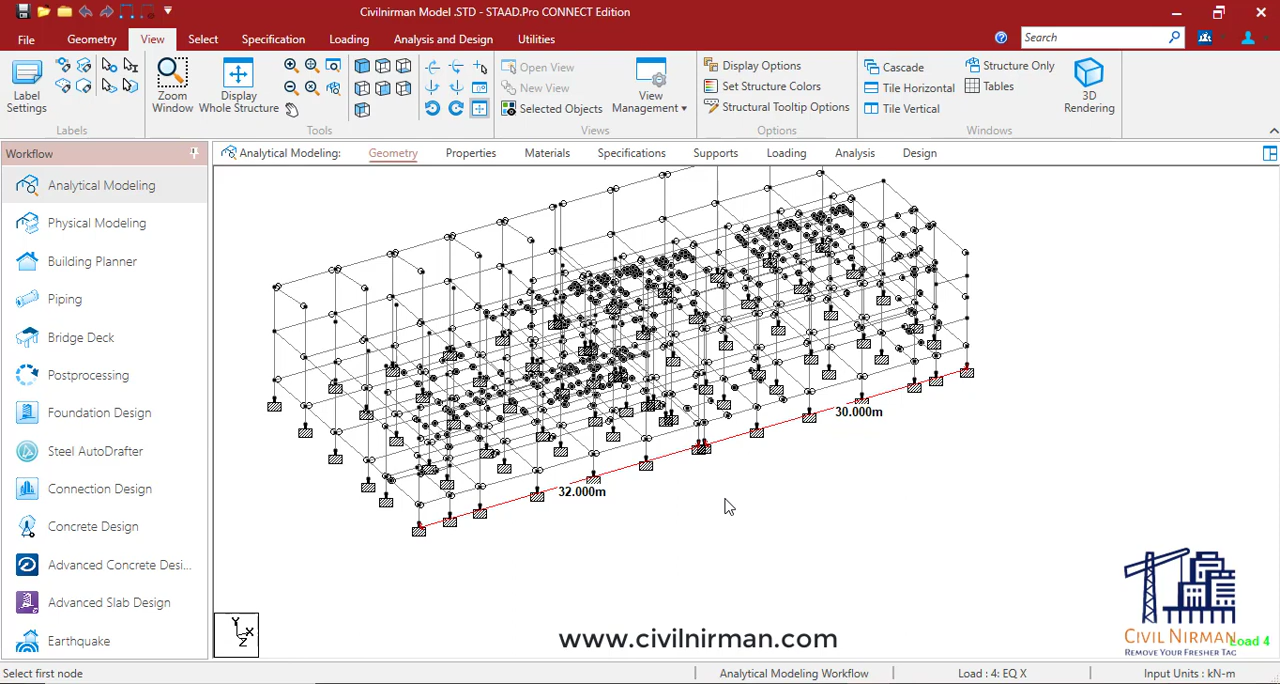 Civilnirman Model .STD - STAAD.Pro CONNECT Edition
File Geometry View Select Specification Loading Analysis and Design Utilities Search
Label Settings
Labels
Zoom Window
Display Whole Structure
Tools
Open View
New View
Selected Objects
View Management
Views
Display Options
Set Structure Colors
Structural Tooltip Options
Options
Cascade
Tile Horizontal
Tile Vertical
Structure Only
Tables
Windows
3D Rendering
Workflow
Analytical Modeling: Geometry Properties Materials Specifications Supports Loading Analysis Design
Analytical Modeling
Physical Modeling
Building Planner
Piping
Bridge Deck
Postprocessing
Foundation Design
Steel AutoDrafter
Connection Design
Concrete Design
Advanced Concrete Desi...
Advanced Slab Design
Earthquake
30.000m
32.000m
Y
X
Z
www.civilnirman.com
CIVIL NIRMAN
REMOVE YOUR FRESHER TAG
Load 4
Select first node
Analytical Modeling Workflow
Load : 4: EQ X
Input Units : kN-m